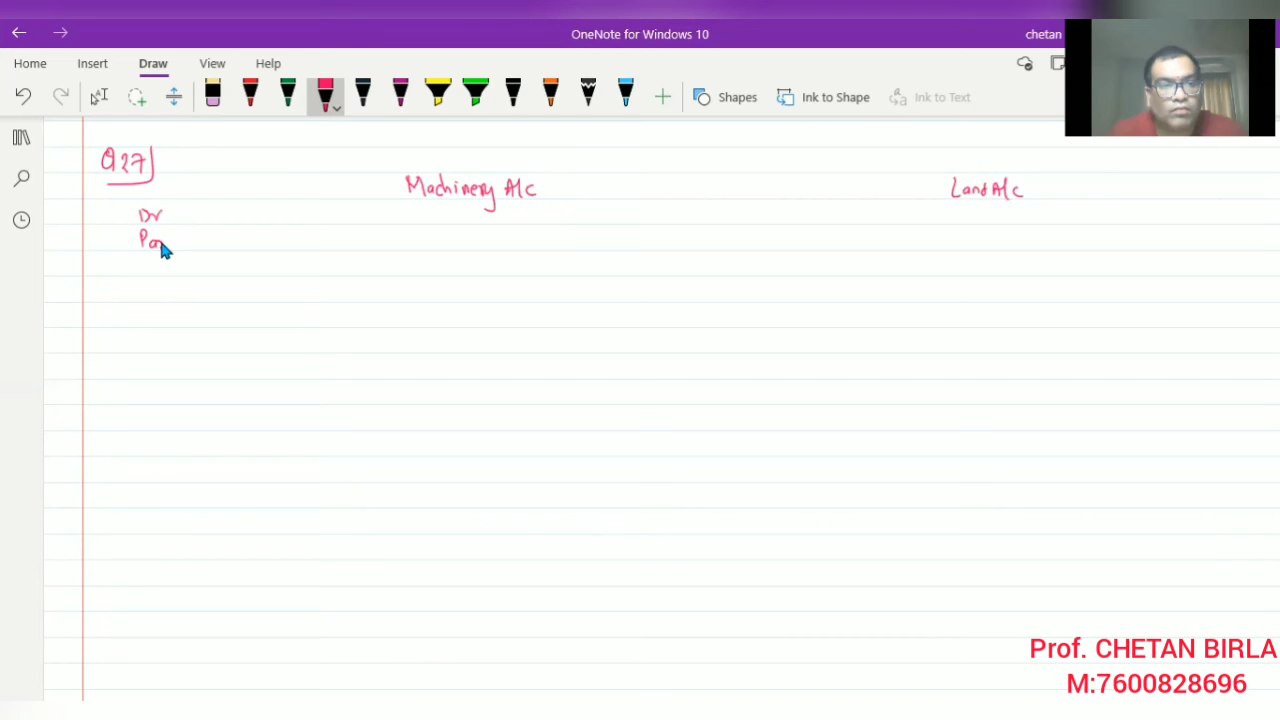 OneNote for Windows 10
chetan
Home Insert Draw View Help
Shapes Ink to Shape Ink to Text
Q27)
Machinery A/c Land A/c
Dr
Par
Prof. CHETAN BIRLA
M:7600828696